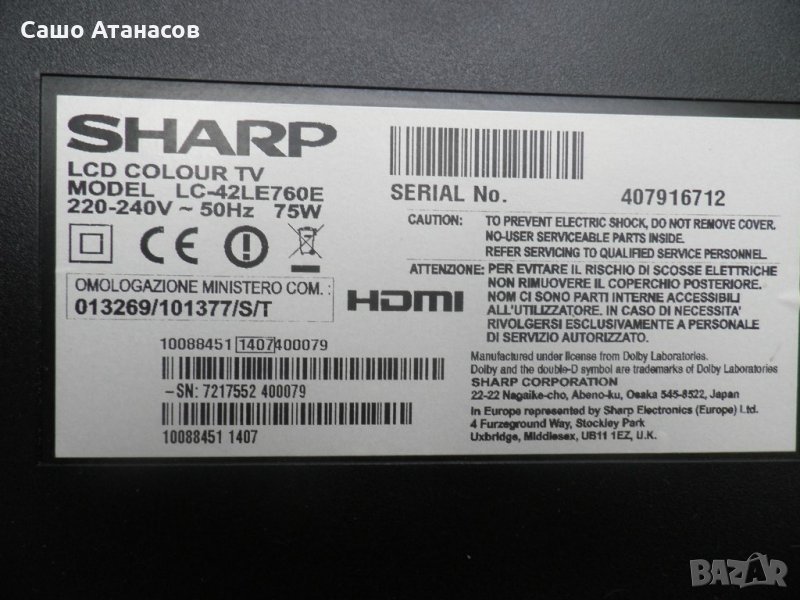 Сашо Атанасов
SHARP
LCD COLOUR TV
MODEL LC-42LE760E
220-240V ~ 50Hz 75W
CE
OMOLOGAZIONE MINISTERO COM. :
013269/101377/S/T
HDMI
SERIAL No. 407916712
CAUTION: TO PREVENT ELECTRIC SHOCK, DO NOT REMOVE COVER.
NO-USER SERVICEABLE PARTS INSIDE.
REFER SERVICING TO QUALIFIED SERVICE PERSONNEL.
ATTENZIONE: PER EVITARE IL RISCHIO DI SCOSSE ELETTRICHE
NON RIMUOVERE IL COPERCHIO POSTERIORE.
NOM CI SONO PARTI INTERNE ACCESSIBILI
ALL'UTILIZZATORE. IN CASO DI NECESSITA'
RIVOLGERSI ESCLUSIVAMENTE A PERSONALE
DI SERVIZIO AUTORIZZATO.
10088451 1407400079
-SN: 7217552 400079
10088451 1407
Manufactured under license from Dolby Laboratories.
Dolby and the double-D symbol are trademarks of Dolby Laboratories
SHARP CORPORATION
22-22 Nagaike-cho, Abeno-ku, Osaka 545-8522, Japan
In Europe represented by Sharp Electronics (Europe) Ltd.
4 Furzeground Way, Stockley Park
Uxbridge, Middlesex, UB11 1EZ, U.K.
BAZAR